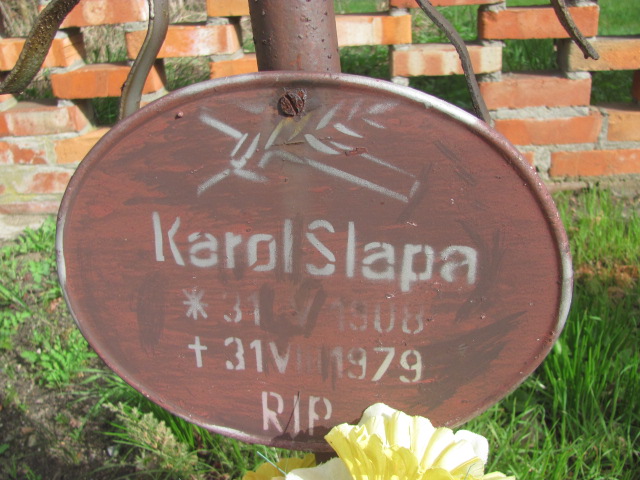 Karol Slapa
* 31 1908
+ 31 1979
RIP